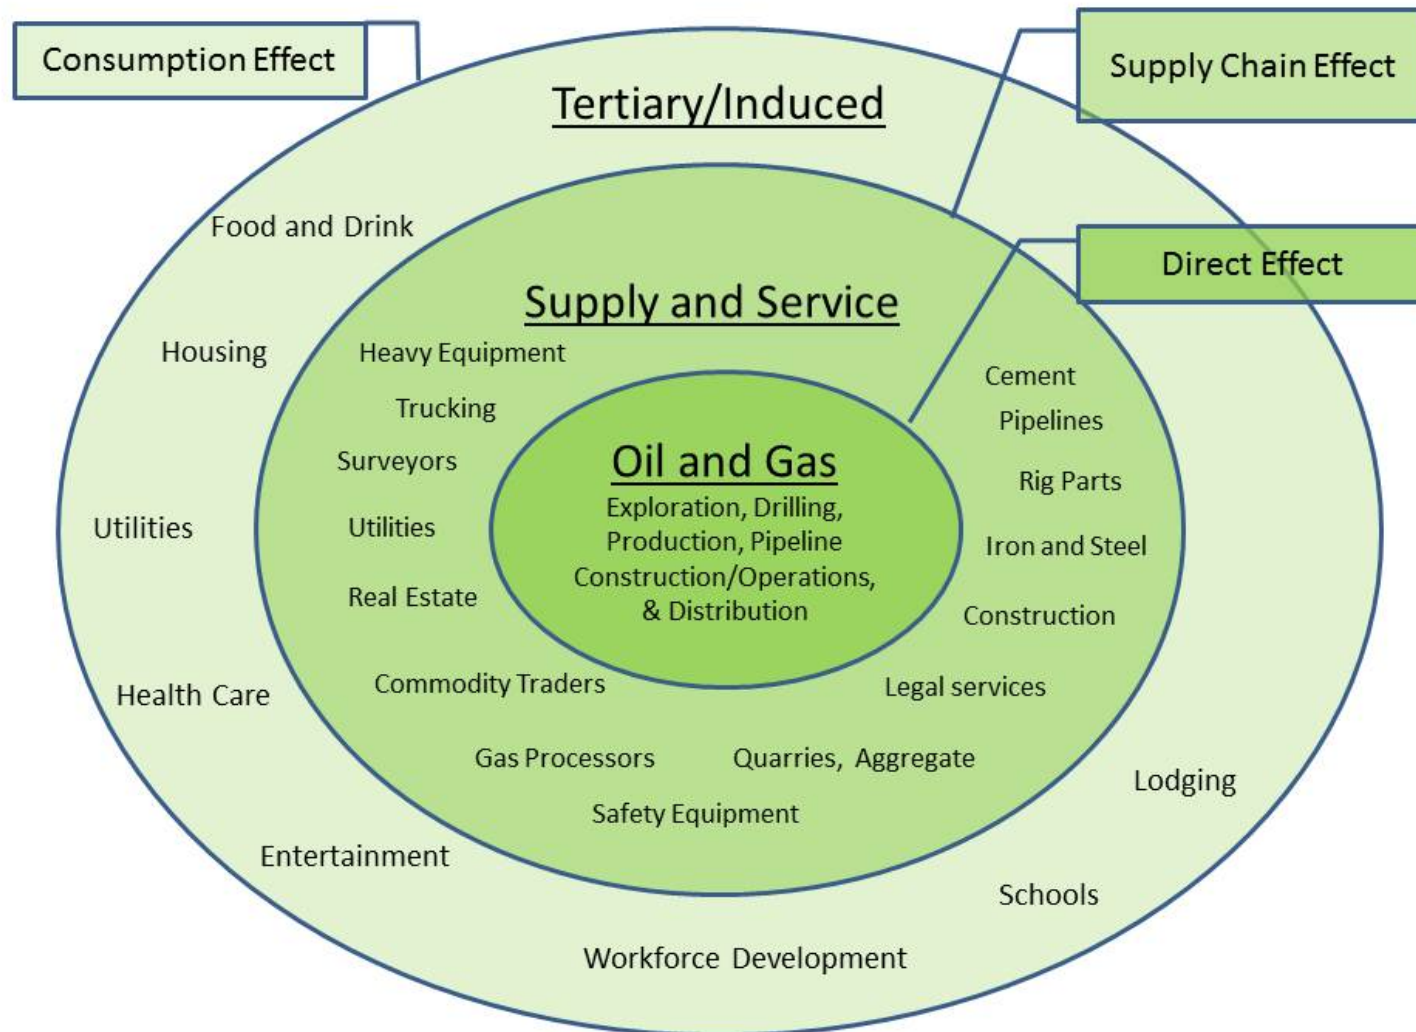 Consumption Effect
Supply Chain Effect
Tertiary/Induced
Food and Drink
Direct Effect
Supply and Service
Housing
Heavy Equipment
Cement
Trucking
Pipelines
Oil and Gas
Surveyors
Rig Parts
Exploration, Drilling,
Utilities
Utilities
Production, Pipeline
Iron and Steel
Construction/Operations,
Real Estate
& Distribution
Construction
Health Care
Commodity Traders
Legal services
Gas Processors
Quarries, Aggregate
Lodging
Safety Equipment
Entertainment
Schools
Workforce Development